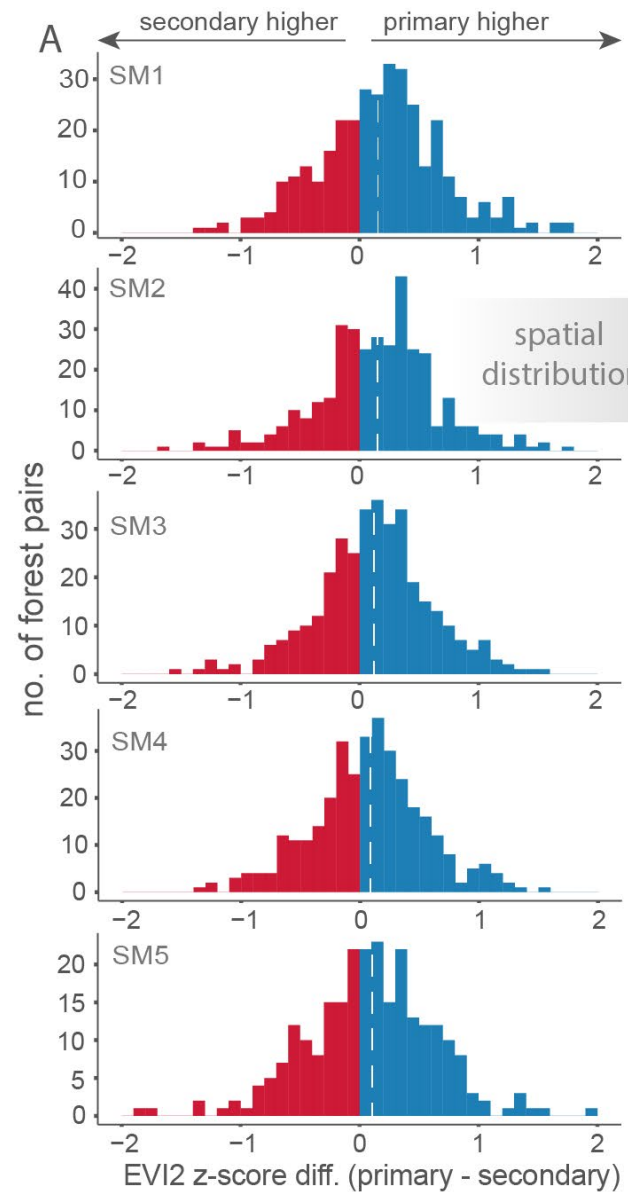 A
secondary higher primary higher
SM1
30
20
10
0
−2 −1 0 1 2
SM2
40
30
20
10
0
−2 −1 0 1 2
spatial
distribution
SM3
30
20
10
0
−2 −1 0 1 2
SM4
30
20
10
0
−2 −1 0 1 2
SM5
20
15
10
5
0
−2 −1 0 1 2
no. of forest pairs
EVI2 z-score diff. (primary - secondary)